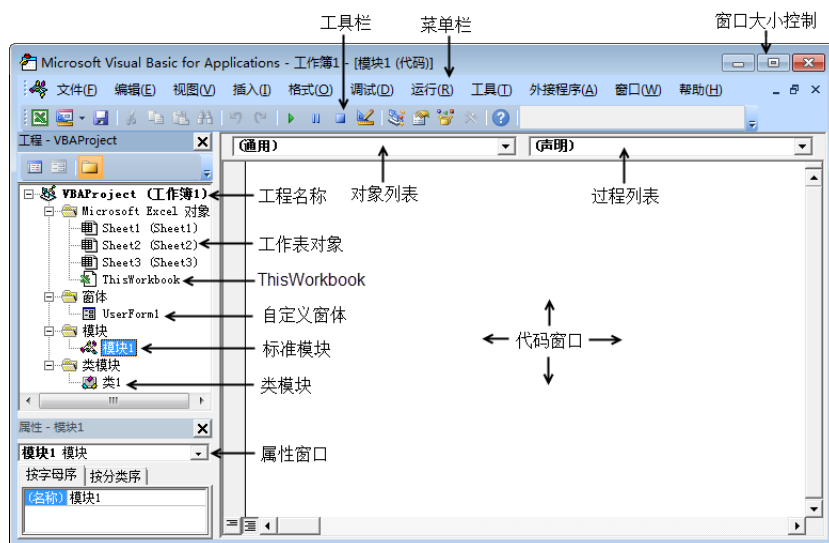 工具栏 菜单栏 窗口大小控制
Microsoft Visual Basic for Applications - 工作簿1 - [模块1 (代码)]
文件(F) 编辑(E) 视图(V) 插入(I) 格式(O) 调试(D) 运行(R) 工具(T) 外接程序(A) 窗口(W) 帮助(H)
工程 - VBAProject
(通用) (声明)
对象列表 过程列表
VBAProject (工作簿1) 工程名称
Microsoft Excel 对象
Sheet1 (Sheet1)
Sheet2 (Sheet2) 工作表对象
Sheet3 (Sheet3)
ThisWorkbook ThisWorkbook
窗体
UserForm1 自定义窗体
模块
模块1 标准模块
类模块
类1 类模块
代码窗口
属性 - 模块1
模块1 模块 属性窗口
按字母序 按分类序
(名称) 模块1